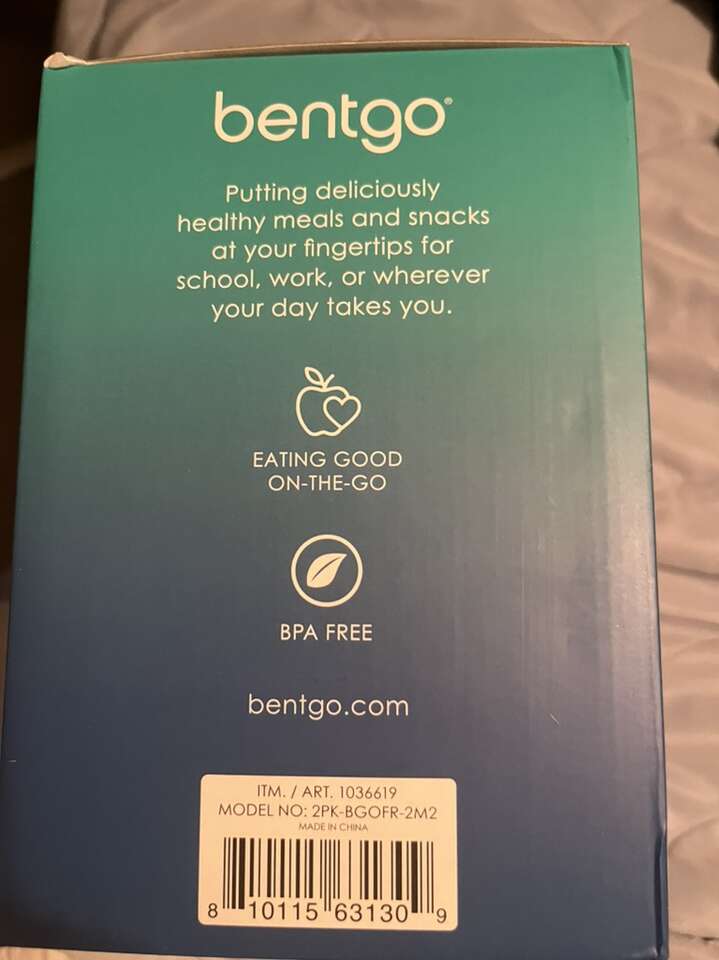 bentgo®
Putting deliciously
healthy meals and snacks
at your fingertips for
school, work, or wherever
your day takes you.
EATING GOOD
ON-THE-GO
BPA FREE
bentgo.com
ITM. / ART. 1036619
MODEL NO: 2PK-BGOFR-2M2
MADE IN CHINA
8 10115 63130 9